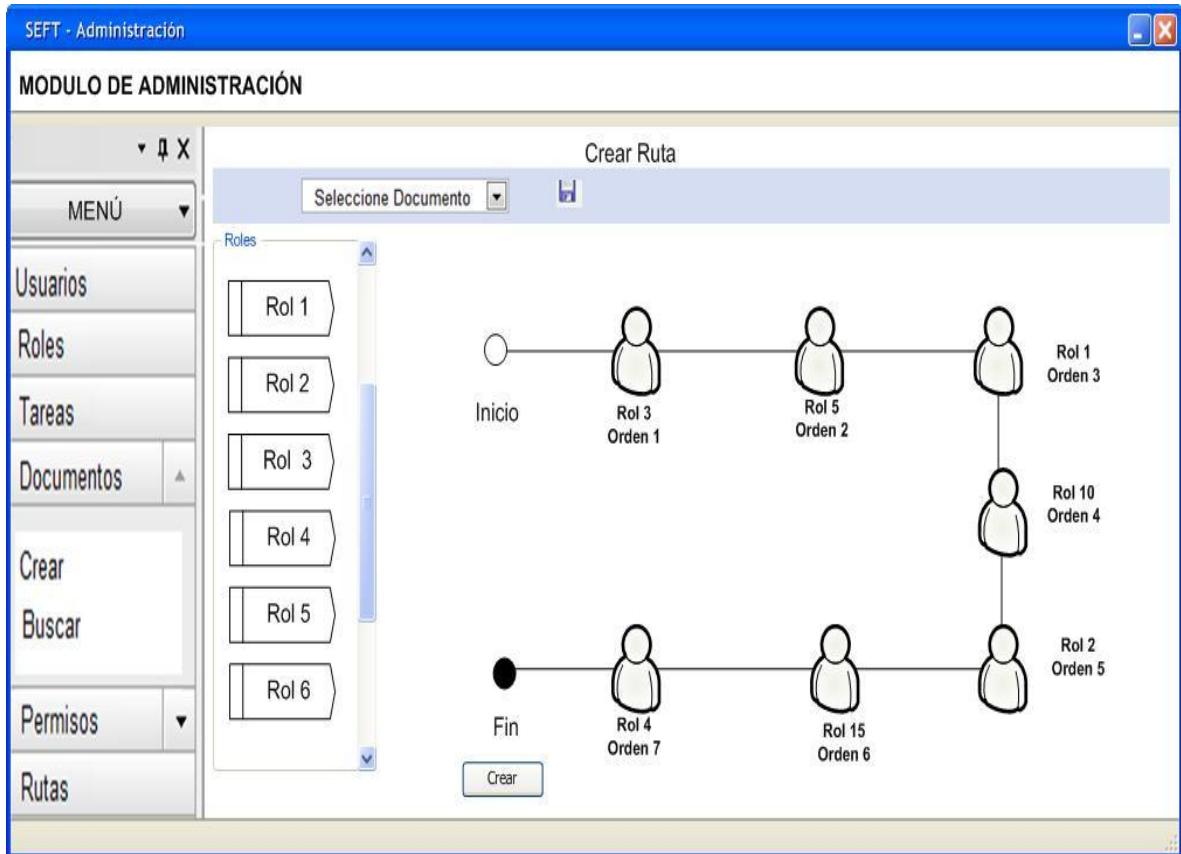 SEFT - Administración
MODULO DE ADMINISTRACIÓN
Crear Ruta
MENÚ
Seleccione Documento
Usuarios
Roles
Tareas
Documentos
Crear
Buscar
Permisos
Rutas
Roles
Rol 1
Rol 2
Rol 3
Rol 4
Rol 5
Rol 6
Inicio
Rol 3
Orden 1
Rol 5
Orden 2
Rol 1
Orden 3
Rol 10
Orden 4
Rol 2
Orden 5
Rol 15
Orden 6
Rol 4
Orden 7
Fin
Crear